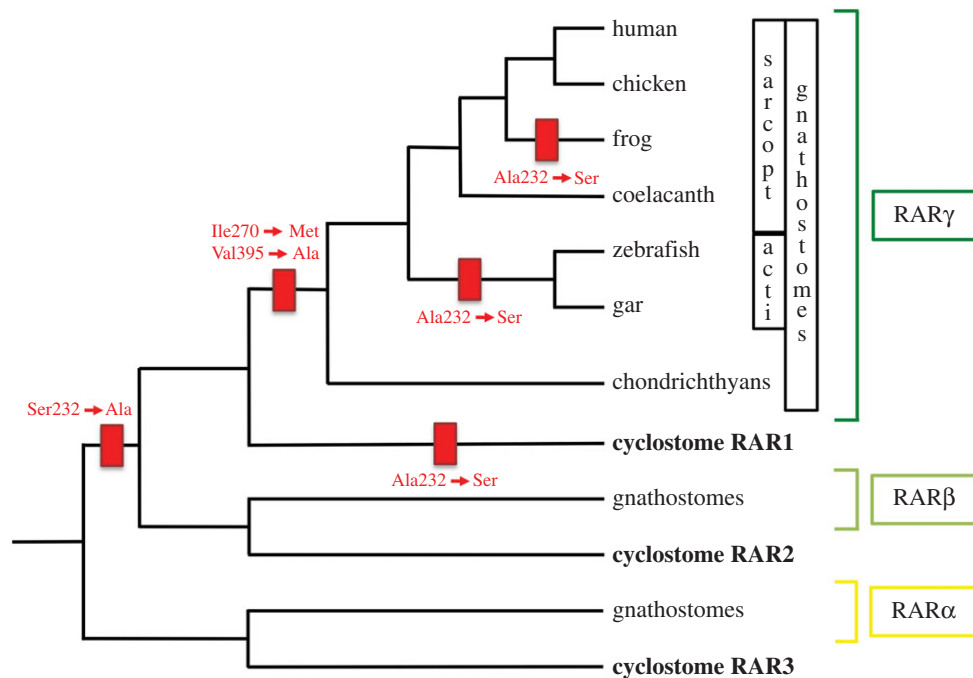 human
chicken
frog
Ala232 → Ser
coelacanth
Ile270 → Met
Val395 → Ala
zebrafish
Ala232 → Ser
gar
chondrichthyans
Ser232 → Ala
cyclostome RAR1
Ala232 → Ser
gnathostomes
cyclostome RAR2
gnathostomes
cyclostome RAR3
sarcopt
acti
gnathostomes
RARγ
RARβ
RARα